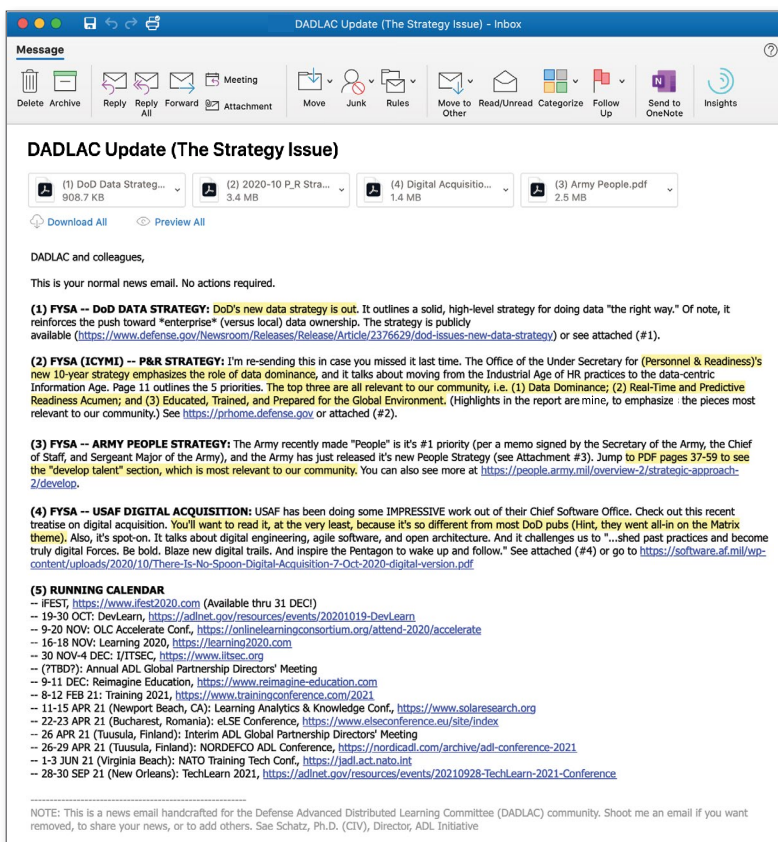 DADLAC Update (The Strategy Issue) - Inbox
Message
Delete Archive Reply Reply All Forward Meeting Attachment Move Junk Rules Move to Other Read/Unread Categorize Follow Up Send to OneNote Insights
DADLAC Update (The Strategy Issue)
(1) DoD Data Strateg... (2) 2020-10 P_R Stra... (4) Digital Acquisitio... (3) Army People.pdf
908.7 KB 3.4 MB 1.4 MB 2.5 MB
Download All Preview All
DADLAC and colleagues,
This is your normal news email. No actions required.
(1) FYSA -- DoD DATA STRATEGY: DoD's new data strategy is out. It outlines a solid, high-level strategy for doing data "the right way." Of note, it
reinforces the push toward *enterprise* (versus local) data ownership. The strategy is publicly
available (https://www.defense.gov/Newsroom/Releases/Release/Article/2376629/dod-issues-new-data-strategy) or see attached (#1).
(2) FYSA (ICYMI) -- P&R STRATEGY: I'm re-sending this in case you missed it last time. The Office of the Under Secretary for (Personnel & Readiness)'s
new 10-year strategy emphasizes the role of data dominance, and it talks about moving from the Industrial Age of HR practices to the data-centric
Information Age. Page 11 outlines the 5 priorities. The top three are all relevant to our community, i.e. (1) Data Dominance; (2) Real-Time and Predictive
Readiness Acumen; and (3) Educated, Trained, and Prepared for the Global Environment. (Highlights in the report are mine, to emphasize the pieces most
relevant to our community.) See https://prhome.defense.gov or attached (#2).
(3) FYSA -- ARMY PEOPLE STRATEGY: The Army recently made "People" is it's #1 priority (per a memo signed by the Secretary of the Army, the Chief
of Staff, and Sergeant Major of the Army), and the Army has just released it's new People Strategy (see Attachment #3). Jump to PDF pages 37-59 to see
the "develop talent" section, which is most relevant to our community. You can also see more at https://people.army.mil/overview-2/strategic-approach-
2/develop.
(4) FYSA -- USAF DIGITAL ACQUISITION: USAF has been doing some IMPRESSIVE work out of their Chief Software Office. Check out this recent
treatise on digital acquisition. You'll want to read it, at the very least, because it's so different from most DoD pubs (Hint, they went all-in on the Matrix
theme). Also, it's spot-on. It talks about digital engineering, agile software, and open architecture. And it challenges us to "...shed past practices and become
truly digital Forces. Be bold. Blaze new digital trails. And inspire the Pentagon to wake up and follow." See attached (#4) or go to https://software.af.mil/wp-
content/uploads/2020/10/There-Is-No-Spoon-Digital-Acquisition-7-Oct-2020-digital-version.pdf
(5) RUNNING CALENDAR
-- iFEST, https://www.ifest2020.com (Available thru 31 DEC!)
-- 19-30 OCT: DevLearn, https://adlnet.gov/resources/events/20201019-DevLearn
-- 9-20 NOV: OLC Accelerate Conf., https://onlinelearningconsortium.org/attend-2020/accelerate
-- 16-18 NOV: Learning 2020, https://learning2020.com
-- 30 NOV-4 DEC: I/ITSEC, https://www.iitsec.org
-- (?TBD?): Annual ADL Global Partnership Directors' Meeting
-- 9-11 DEC: Reimagine Education, https://www.reimagine-education.com
-- 8-12 FEB 21: Training 2021, https://www.trainingconference.com/2021
-- 11-15 APR 21 (Newport Beach, CA): Learning Analytics & Knowledge Conf., https://www.solaresearch.org
-- 22-23 APR 21 (Bucharest, Romania): eLSE Conference, https://www.elseconference.eu/site/index
-- 26 APR 21 (Tuusula, Finland): Interim ADL Global Partnership Directors' Meeting
-- 26-29 APR 21 (Tuusula, Finland): NORDEFCO ADL Conference, https://nordicadl.com/archive/adl-conference-2021
-- 1-3 JUN 21 (Virginia Beach): NATO Training Tech Conf., https://jadl.act.nato.int
-- 28-30 SEP 21 (New Orleans): TechLearn 2021, https://adlnet.gov/resources/events/20210928-TechLearn-2021-Conference
NOTE: This is a news email handcrafted for the Defense Advanced Distributed Learning Committee (DADLAC) community. Shoot me an email if you want
removed, to share your news, or to add others. Sae Schatz, Ph.D. (CIV), Director, ADL Initiative